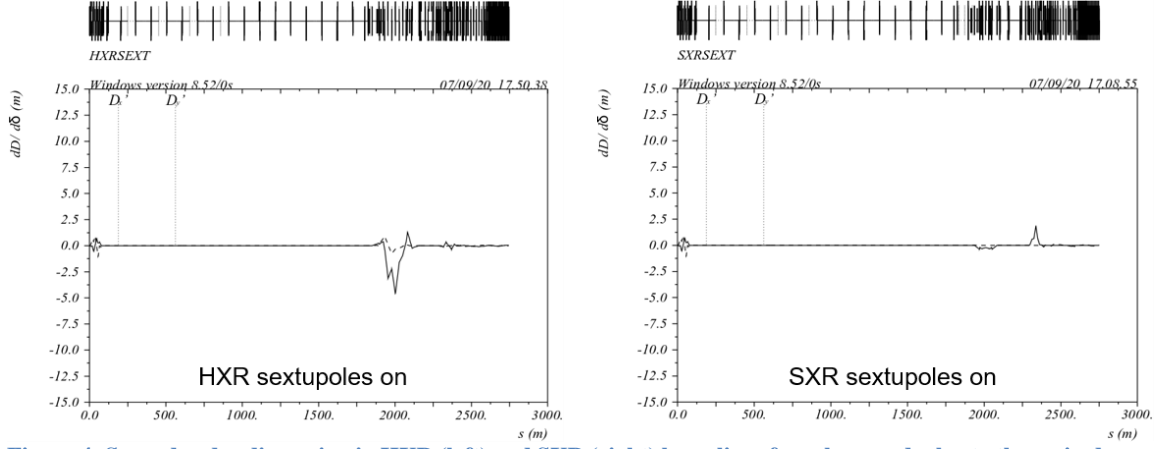 HXRSEXT
Windows version 8.52/0s 07/09/20, 17.50.38
Dx' Dy'
dD/ dδ (m)
15.0
12.5
10.0
7.5
5.0
2.5
0.0
-2.5
-5.0
-7.5
-10.0
-12.5
-15.0
HXR sextupoles on
0.0 500. 1000. 1500. 2000. 2500. 3000.
s (m)
SXRSEXT
Windows version 8.52/0s 07/09/20, 17.08.55
Dx' Dy'
dD/ dδ (m)
15.0
12.5
10.0
7.5
5.0
2.5
0.0
-2.5
-5.0
-7.5
-10.0
-12.5
-15.0
SXR sextupoles on
0.0 500. 1000. 1500. 2000. 2500. 3000.
s (m)